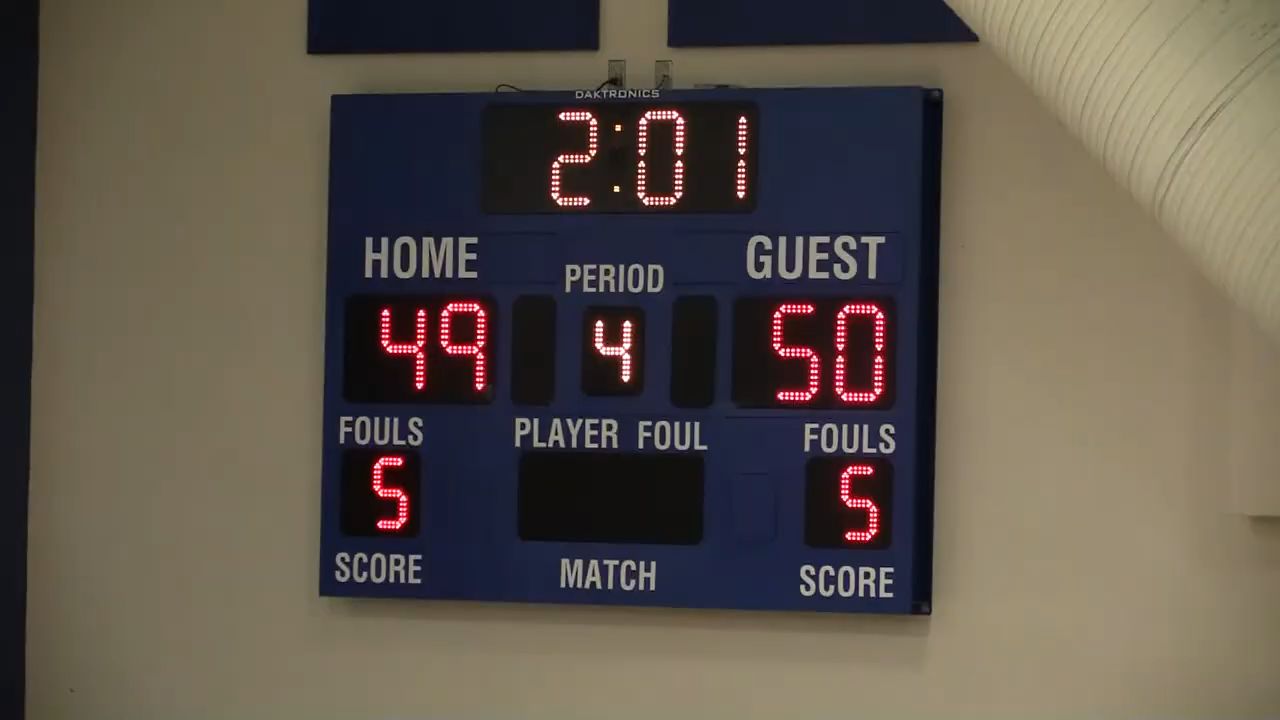 DAKTRONICS
2:01
HOME PERIOD GUEST
49 4 50
FOULS PLAYER FOUL FOULS
5 5
SCORE MATCH SCORE